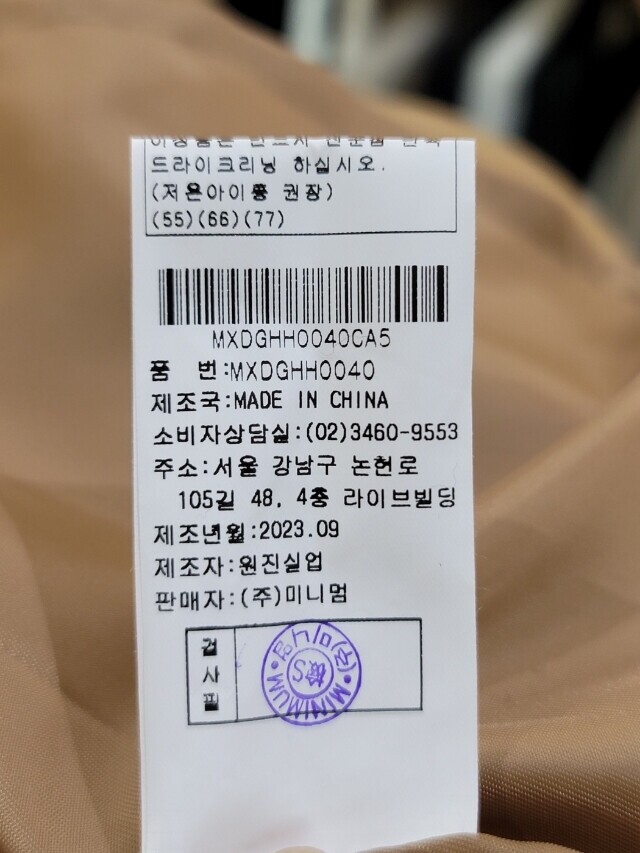 드라이크리닝 하십시오.
(저온아이롱 권장)
(55)(66)(77)
MXDGHH0040CA5
품 번:MXDGHH0040
제조국:MADE IN CHINA
소비자상담실:(02)3460-9553
주소:서울 강남구 논현로
105길 48, 4층 라이브빌딩
제조년월:2023.09
제조자:원진실업
판매자:(주)미니멈
검사필
(주)미니멈
MINIMUM